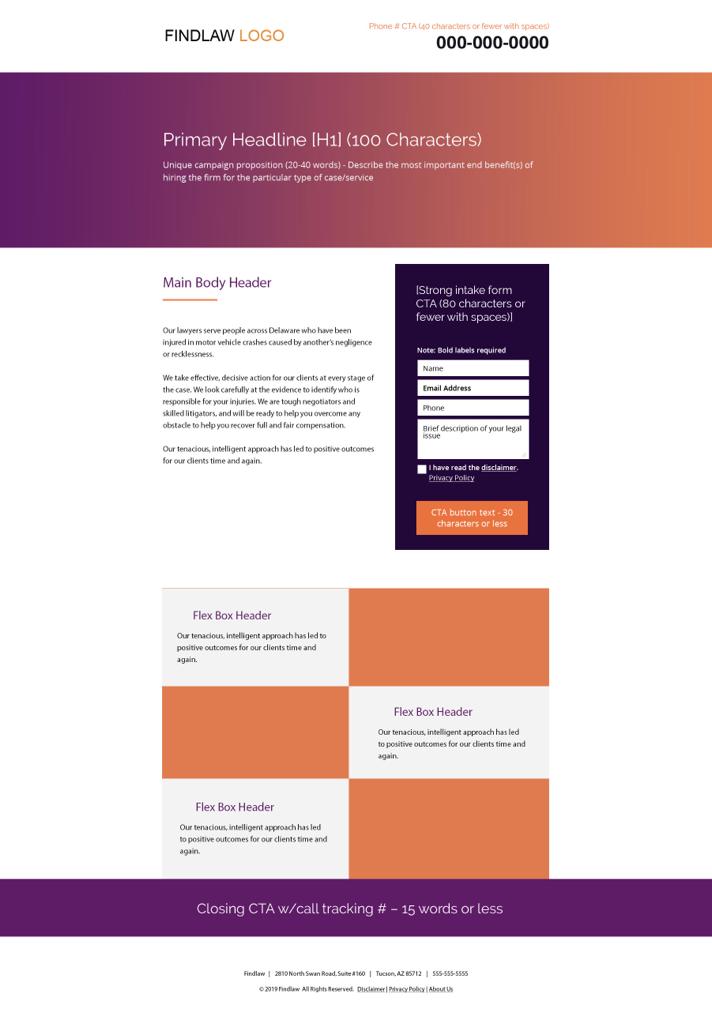 FINDLAW LOGO
Phone # CTA (40 characters or fewer with spaces)
000-000-0000
Primary Headline [H1] (100 Characters)
Unique campaign proposition (20-40 words) - Describe the most important end benefit(s) of
hiring the firm for the particular type of case/service
Main Body Header
Our lawyers serve people across Delaware who have been
injured in motor vehicle crashes caused by another's negligence
or recklessness.
We take effective, decisive action for our clients at every stage of
the case. We look carefully at the evidence to identify who is
responsible for your injuries. We are tough negotiators and
skilled litigators, and will be ready to help you overcome any
obstacle to help you recover full and fair compensation.
Our tenacious, intelligent approach has led to positive outcomes
for our clients time and again.
[Strong intake form
CTA (80 characters or
fewer with spaces)]
Note: Bold labels required
Name
Email Address
Phone
Brief description of your legal
issue
I have read the disclaimer.
Privacy Policy
CTA button text - 30
characters or less
Flex Box Header
Our tenacious, intelligent approach has led to
positive outcomes for our clients time and
again.
Flex Box Header
Our tenacious, intelligent approach has led
to positive outcomes for our clients time and
again.
Flex Box Header
Our tenacious, intelligent approach has led
to positive outcomes for our clients time and
again.
Closing CTA w/call tracking # – 15 words or less
Findlaw | 2810 North Swan Road, Suite #160 | Tucson, AZ 85712 | 555-555-5555
© 2019 Findlaw All Rights Reserved. Disclaimer | Privacy Policy | About Us